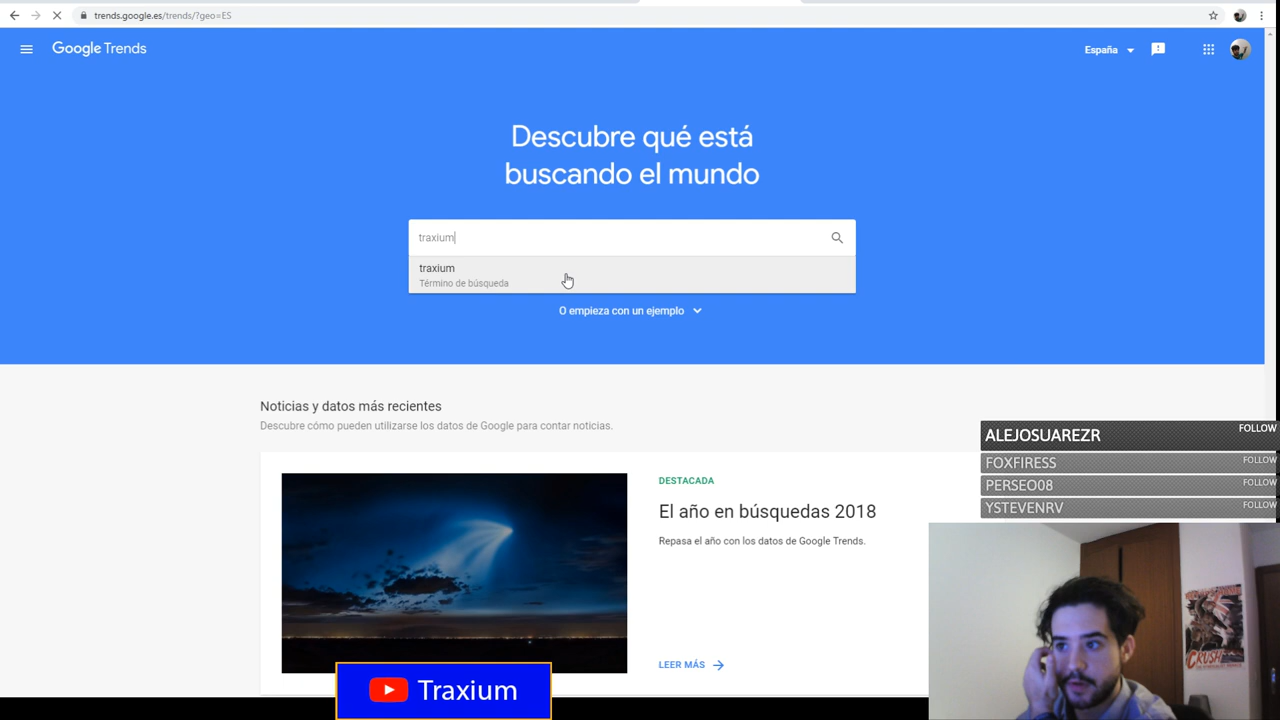 trends.google.es/trends/?geo=ES
Google Trends
España
Descubre qué está
buscando el mundo
traxium
traxium
Término de búsqueda
O empieza con un ejemplo
Noticias y datos más recientes
Descubre cómo pueden utilizarse los datos de Google para contar noticias.
DESTACADA
El año en búsquedas 2018
Repasa el año con los datos de Google Trends.
LEER MÁS
ALEJOSUAREZR FOLLOW
FOXFIRESS FOLLOW
PERSEO08 FOLLOW
YSTEVENRV FOLLOW
CRUSH
Traxium